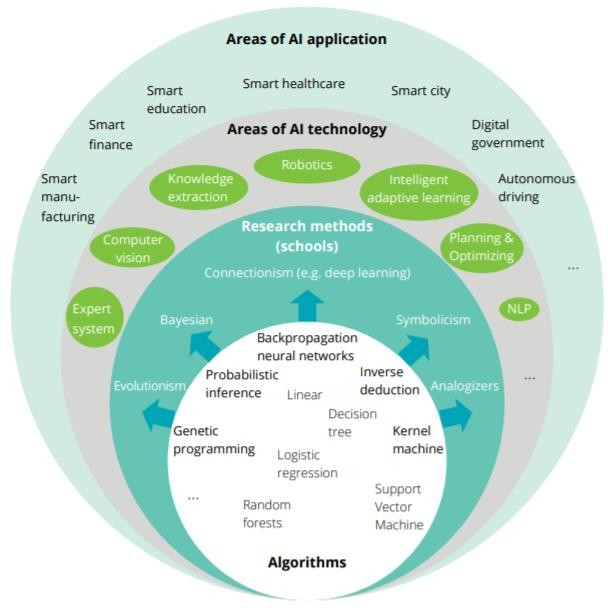 Areas of AI application
Smart healthcare
Smart
education
Smart city
Smart
finance
Digital
government
Smart
manu-
facturing
Autonomous
driving
...
Areas of AI technology
Robotics
Knowledge
extraction
Intelligent
adaptive learning
Computer
vision
Planning &
Optimizing
Expert
system
NLP
...
Research methods
(schools)
Connectionism (e.g. deep learning)
Bayesian
Symbolicism
Evolutionism
Analogizers
Backpropagation
neural networks
Probabilistic
inference
Inverse
deduction
Linear
Decision
tree
Genetic
programming
Kernel
machine
Logistic
regression
...
Random
forests
Support
Vector
Machine
Algorithms